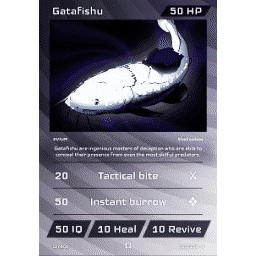 Gatafishu 50 HP
Gatafishu are ingenious masters of deception who are able to
conceal their presence from even the most skilful predators.
20 Tactical bite
50 Instant burrow
50 IQ 10 Heal 10 Revive